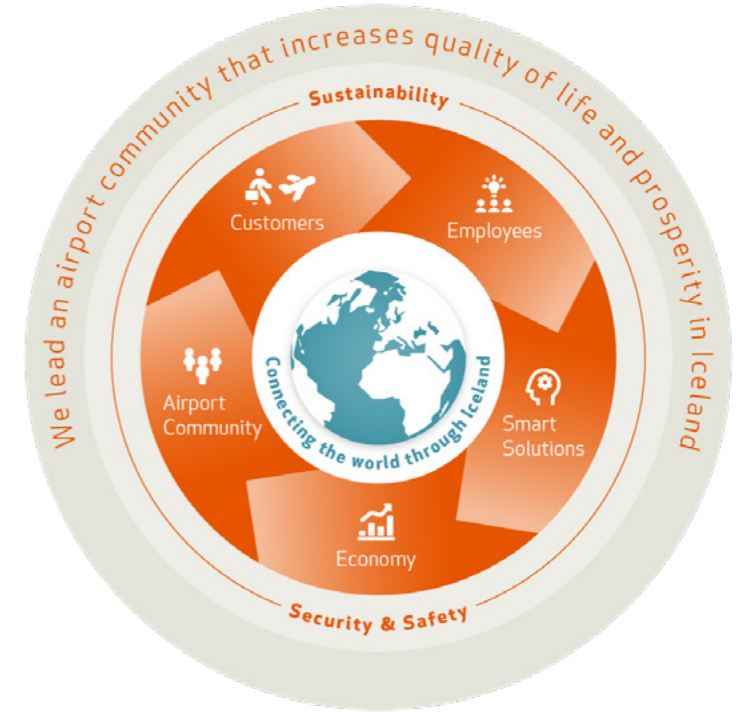 We lead an airport community that increases quality of life and prosperity in Iceland
Sustainability
Customers
Employees
Airport
Community
Smart
Solutions
Economy
Connecting the world through Iceland
Security & Safety